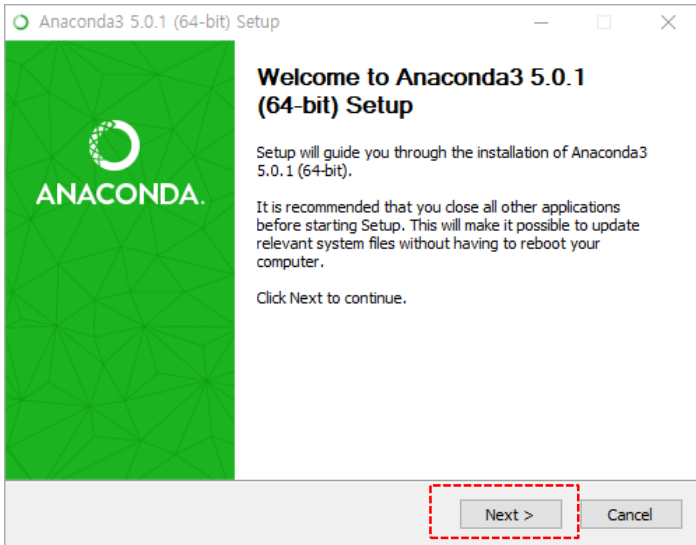 Anaconda3 5.0.1 (64-bit) Setup
Welcome to Anaconda3 5.0.1
(64-bit) Setup
Setup will guide you through the installation of Anaconda3
5.0.1 (64-bit).
It is recommended that you close all other applications
before starting Setup. This will make it possible to update
relevant system files without having to reboot your
computer.
Click Next to continue.
ANACONDA.
Next >
Cancel